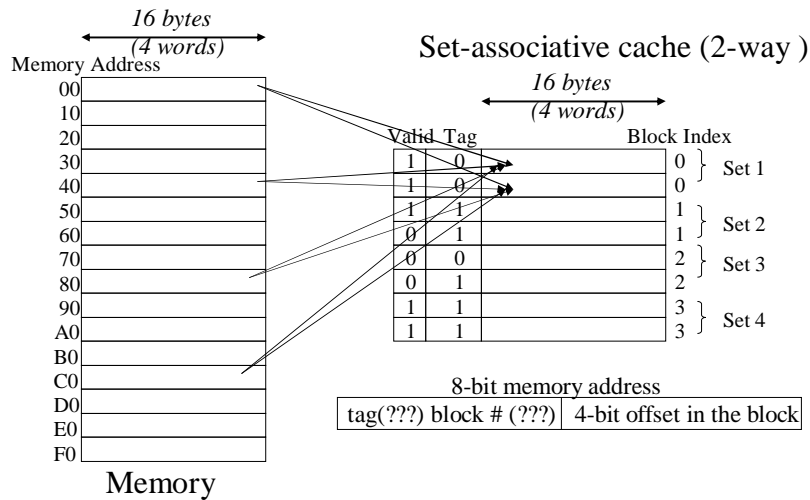 16 bytes
(4 words)
Memory Address
00
10
20
30
40
50
60
70
80
90
A0
B0
C0
D0
E0
F0
Memory
Set-associative cache (2-way )
16 bytes
(4 words)
Valid Tag Block Index
1 0 0
1 0 0
Set 1
1 1 1
0 1 1
Set 2
0 0 2
0 1 2
Set 3
1 1 3
1 1 3
Set 4
8-bit memory address
tag(???) block # (???) 4-bit offset in the block